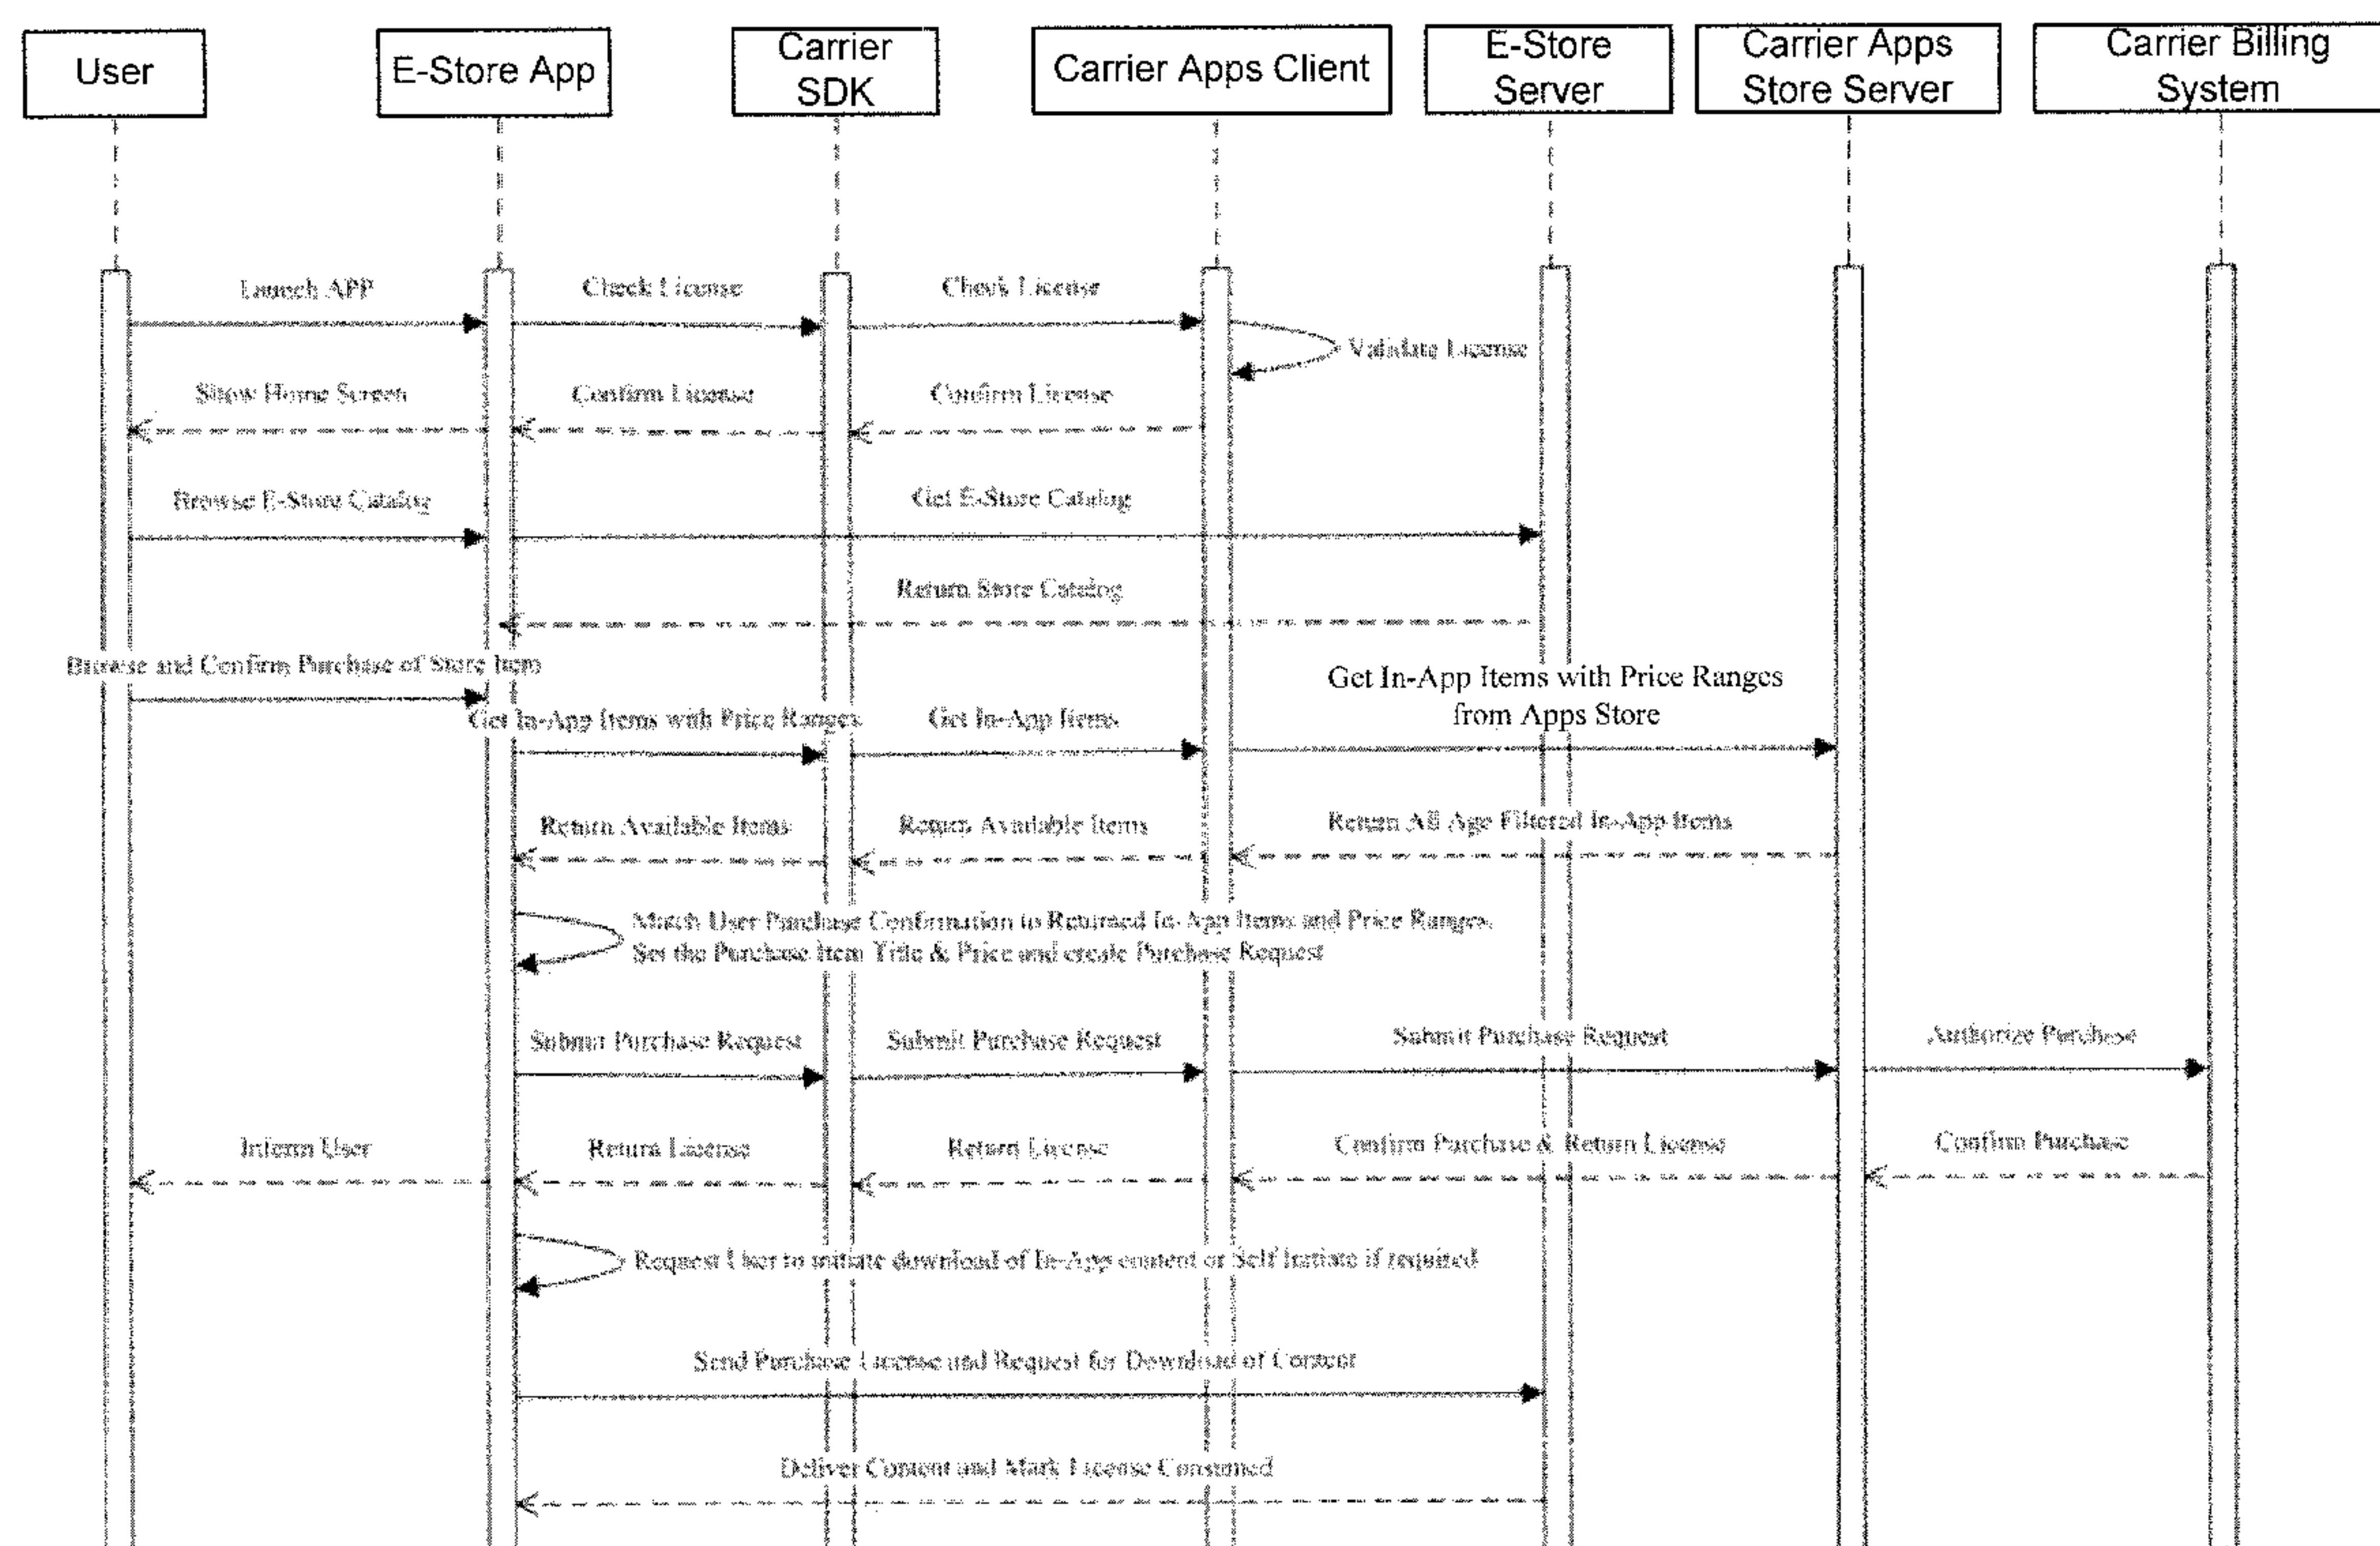 User
E-Store App
Carrier
SDK
Carrier Apps Client
E-Store
Server
Carrier Apps
Store Server
Carrier Billing
System
Launch APP
Check License
Check License
Validate License
Show Home Screen
Confirm License
Confirm License
Browse E-Store Catalog
Get E-Store Catalog
Return Store Catalog
Browse and Confirm Purchase of Store Item
Get In-App Items with Price Ranges
Get In-App Items
Get In-App Items with Price Ranges
from Apps Store
Return Available Items
Return Available Items
Return All Age Filtered In-App Items
Match User Purchase Confirmation to Returned In-App Items and Price Ranges.
Set the Purchase Item Title & Price and create Purchase Request
Submit Purchase Request
Submit Purchase Request
Submit Purchase Request
Authorize Purchase
Inform User
Return License
Return License
Confirm Purchase & Return License
Confirm Purchase
Request User to initiate download of In-App content or Self Initiate if required
Send Purchase License and Request for Download of Content
Deliver Content and Mark License Consumed